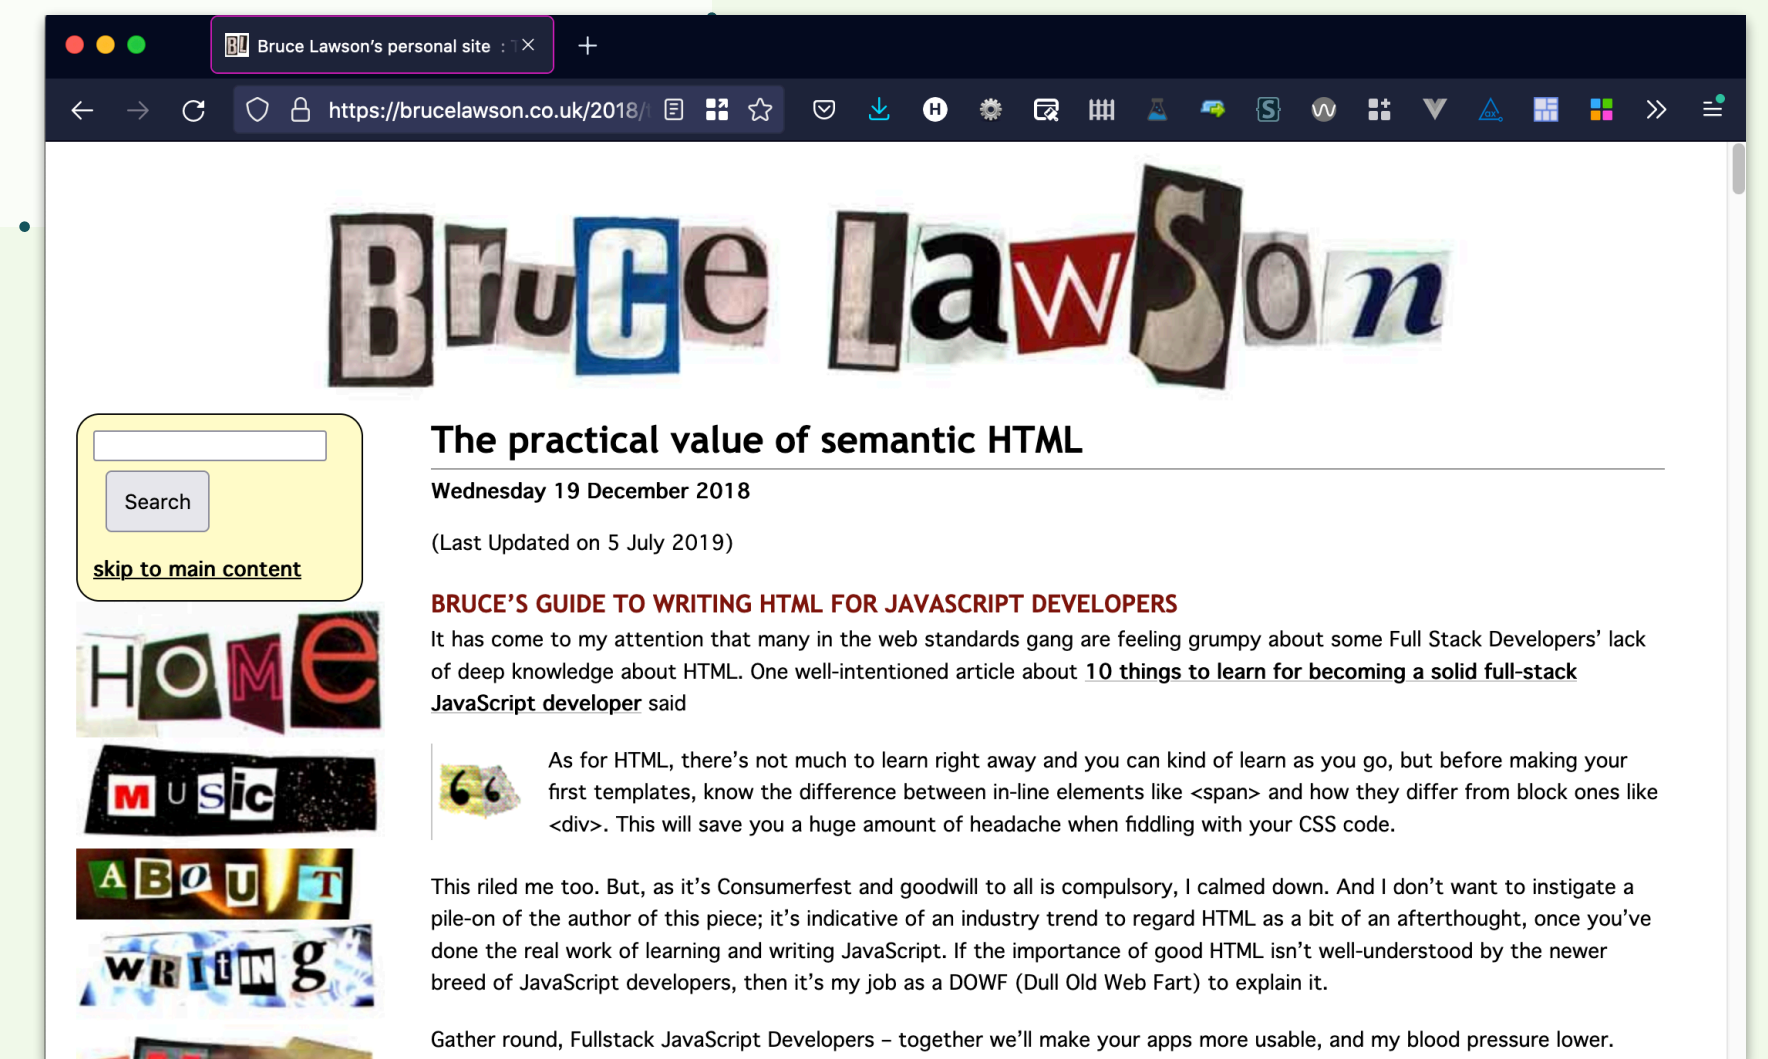 Bruce Lawson's personal site :
https://brucelawson.co.uk/2018/
Bruce Lawson
Search
skip to main content
HOME
MUSic
ABOUT
WRItINg
The practical value of semantic HTML
Wednesday 19 December 2018
(Last Updated on 5 July 2019)
BRUCE’S GUIDE TO WRITING HTML FOR JAVASCRIPT DEVELOPERS
It has come to my attention that many in the web standards gang are feeling grumpy about some Full Stack Developers’ lack
of deep knowledge about HTML. One well-intentioned article about 10 things to learn for becoming a solid full-stack
JavaScript developer said
As for HTML, there’s not much to learn right away and you can kind of learn as you go, but before making your
first templates, know the difference between in-line elements like <span> and how they differ from block ones like
<div>. This will save you a huge amount of headache when fiddling with your CSS code.
This riled me too. But, as it’s Consumerfest and goodwill to all is compulsory, I calmed down. And I don’t want to instigate a
pile-on of the author of this piece; it’s indicative of an industry trend to regard HTML as a bit of an afterthought, once you’ve
done the real work of learning and writing JavaScript. If the importance of good HTML isn’t well-understood by the newer
breed of JavaScript developers, then it’s my job as a DOWF (Dull Old Web Fart) to explain it.
Gather round, Fullstack JavaScript Developers – together we’ll make your apps more usable, and my blood pressure lower.